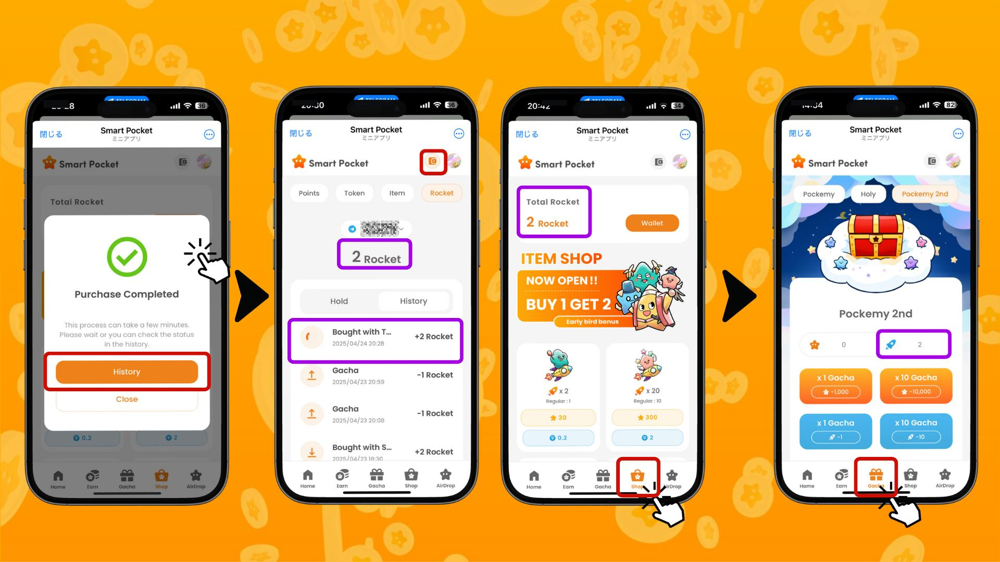 36
閉じる
Smart Pocket
ミニアプリ
Smart Pocket
Total Rocket
Purchase Completed
This process can take a few minutes.
Please wait or you can check the status
in the history.
History
Close
0.2
2
Home
Earn
Gacha
Shop
AirDrop
36
閉じる
Smart Pocket
ミニアプリ
Smart Pocket
Points
Token
Item
Rocket
2 Rocket
Hold
History
Bought with T...
+2 Rocket
2025/04/24 20:28
Gacha
-1 Rocket
2025/04/23 20:59
Gacha
-1 Rocket
2025/04/23 20:08
Bought with S...
+2 Rocket
2025/04/23 18:30
Home
Earn
Gacha
Shop
AirDrop
20:42
34
閉じる
Smart Pocket
ミニアプリ
Smart Pocket
Total Rocket
2 Rocket
Wallet
ITEM SHOP
NOW OPEN !!
BUY 1 GET 2
Early bird bonus
x 2
Regular : 1
30
0.2
x 20
Regular : 10
300
2
Home
Earn
Gacha
Shop
AirDrop
82
閉じる
Smart Pocket
ミニアプリ
Smart Pocket
Pockemy
Holy
Pockemy 2nd
Pockemy 2nd
0
2
x 1 Gacha
-1,000
x 10 Gacha
-10,000
x 1 Gacha
-1
x 10 Gacha
-10
Home
Earn
Gacha
Shop
AirDrop